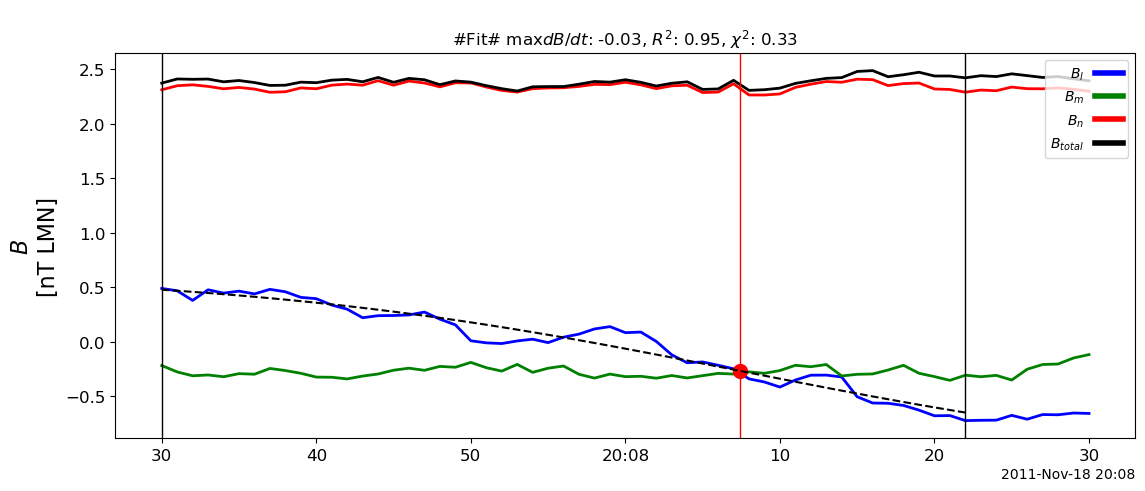 #Fit# maxdB/dt: -0.03, R²: 0.95, χ²: 0.33
B
[nT LMN]
2.5
2.0
1.5
1.0
0.5
0.0
−0.5
B_l
B_m
B_n
B_total
30 40 50 20:08 10 20 30
2011-Nov-18 20:08